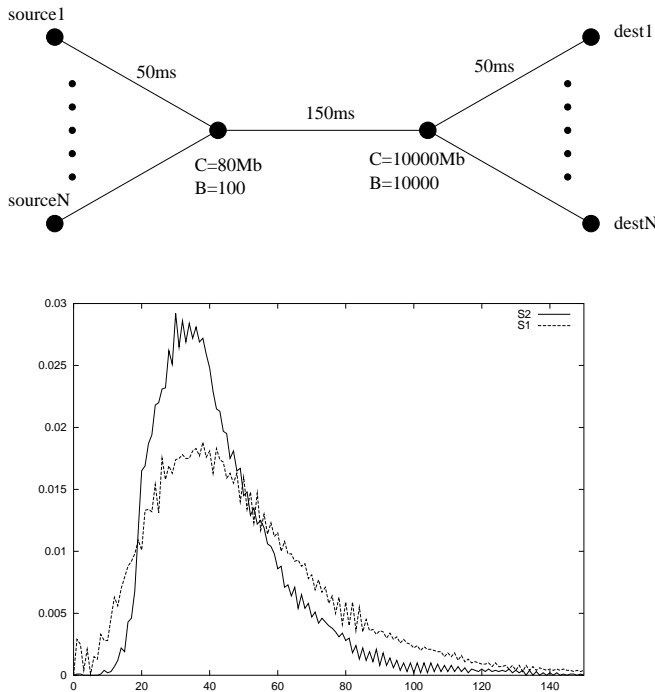 source1
dest1
50ms
50ms
150ms
C=80Mb
B=100
C=10000Mb
B=10000
sourceN
destN
0.03
0.025
0.02
0.015
0.01
0.005
0
S2
S1
0 20 40 60 80 100 120 140